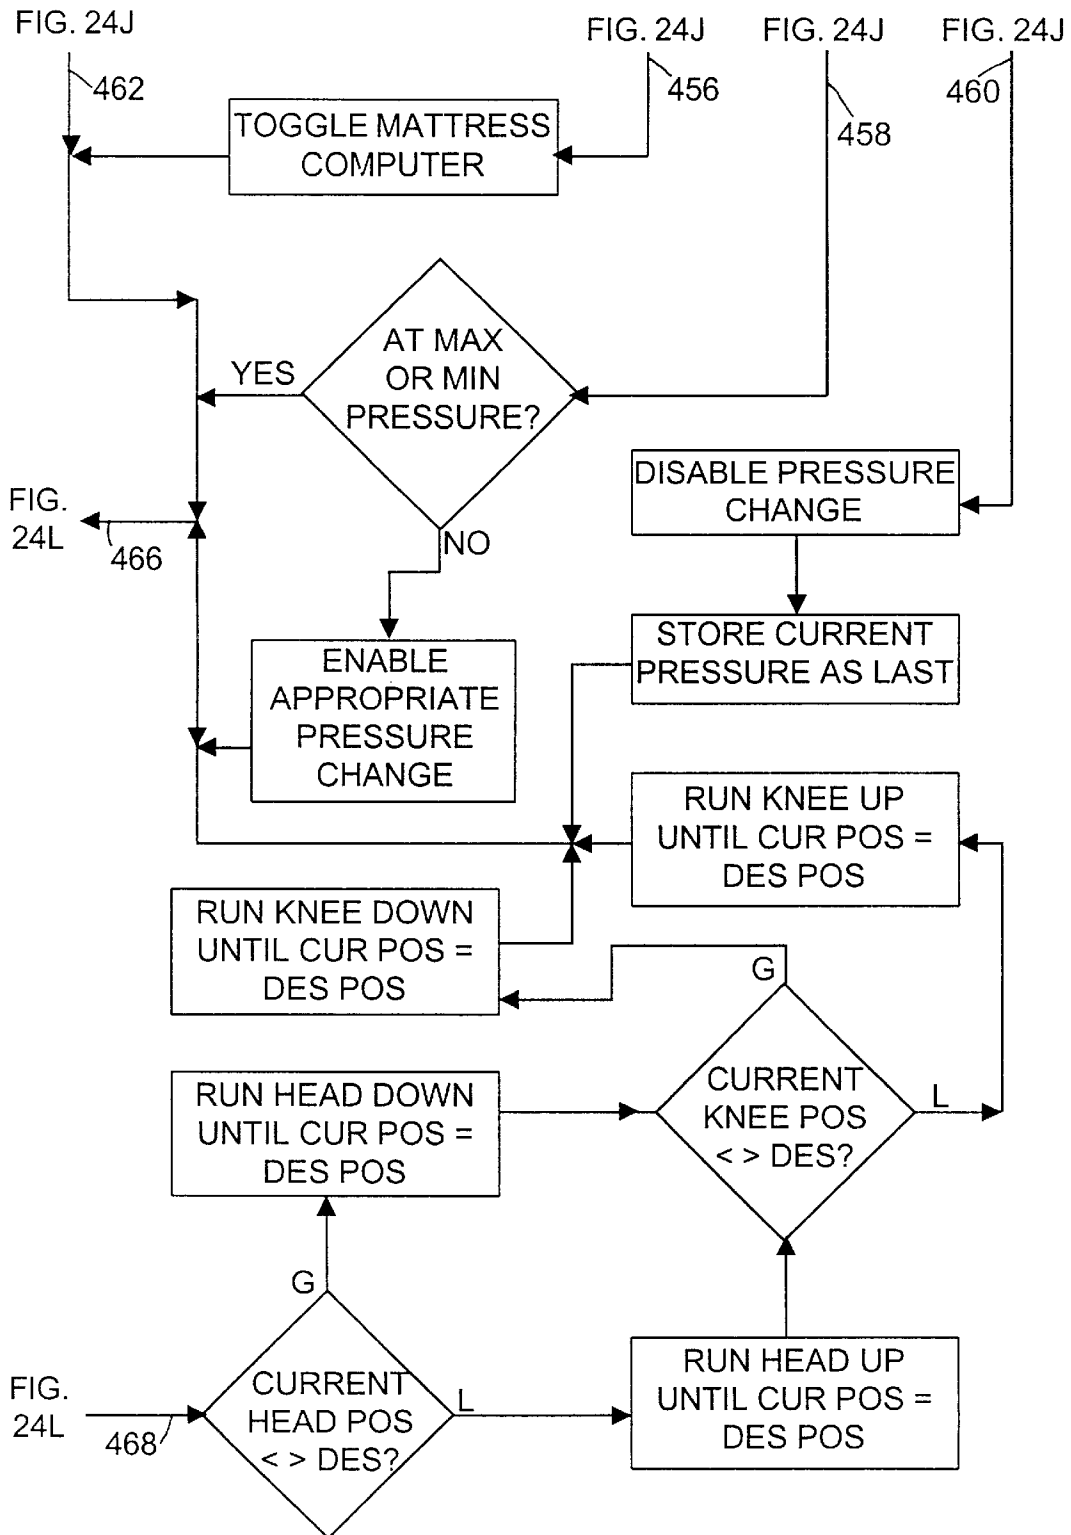 FIG. 24J
FIG. 24J
FIG. 24J
FIG. 24J
462
456
458
460
TOGGLE MATTRESS
COMPUTER
AT MAX
OR MIN
PRESSURE?
YES
NO
DISABLE PRESSURE
CHANGE
FIG.
24L
466
STORE CURRENT
PRESSURE AS LAST
ENABLE
APPROPRIATE
PRESSURE
CHANGE
RUN KNEE UP
UNTIL CUR POS =
DES POS
RUN KNEE DOWN
UNTIL CUR POS =
DES POS
G
CURRENT
KNEE POS
< > DES?
L
RUN HEAD DOWN
UNTIL CUR POS =
DES POS
G
FIG.
24L
468
CURRENT
HEAD POS
< > DES?
L
RUN HEAD UP
UNTIL CUR POS =
DES POS